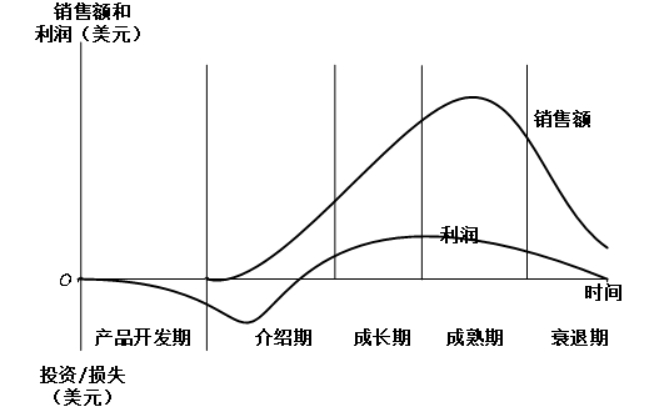 销售额和
利润（美元）
销售额
利润
O
时间
产品开发期 介绍期 成长期 成熟期 衰退期
投资/损失
（美元）